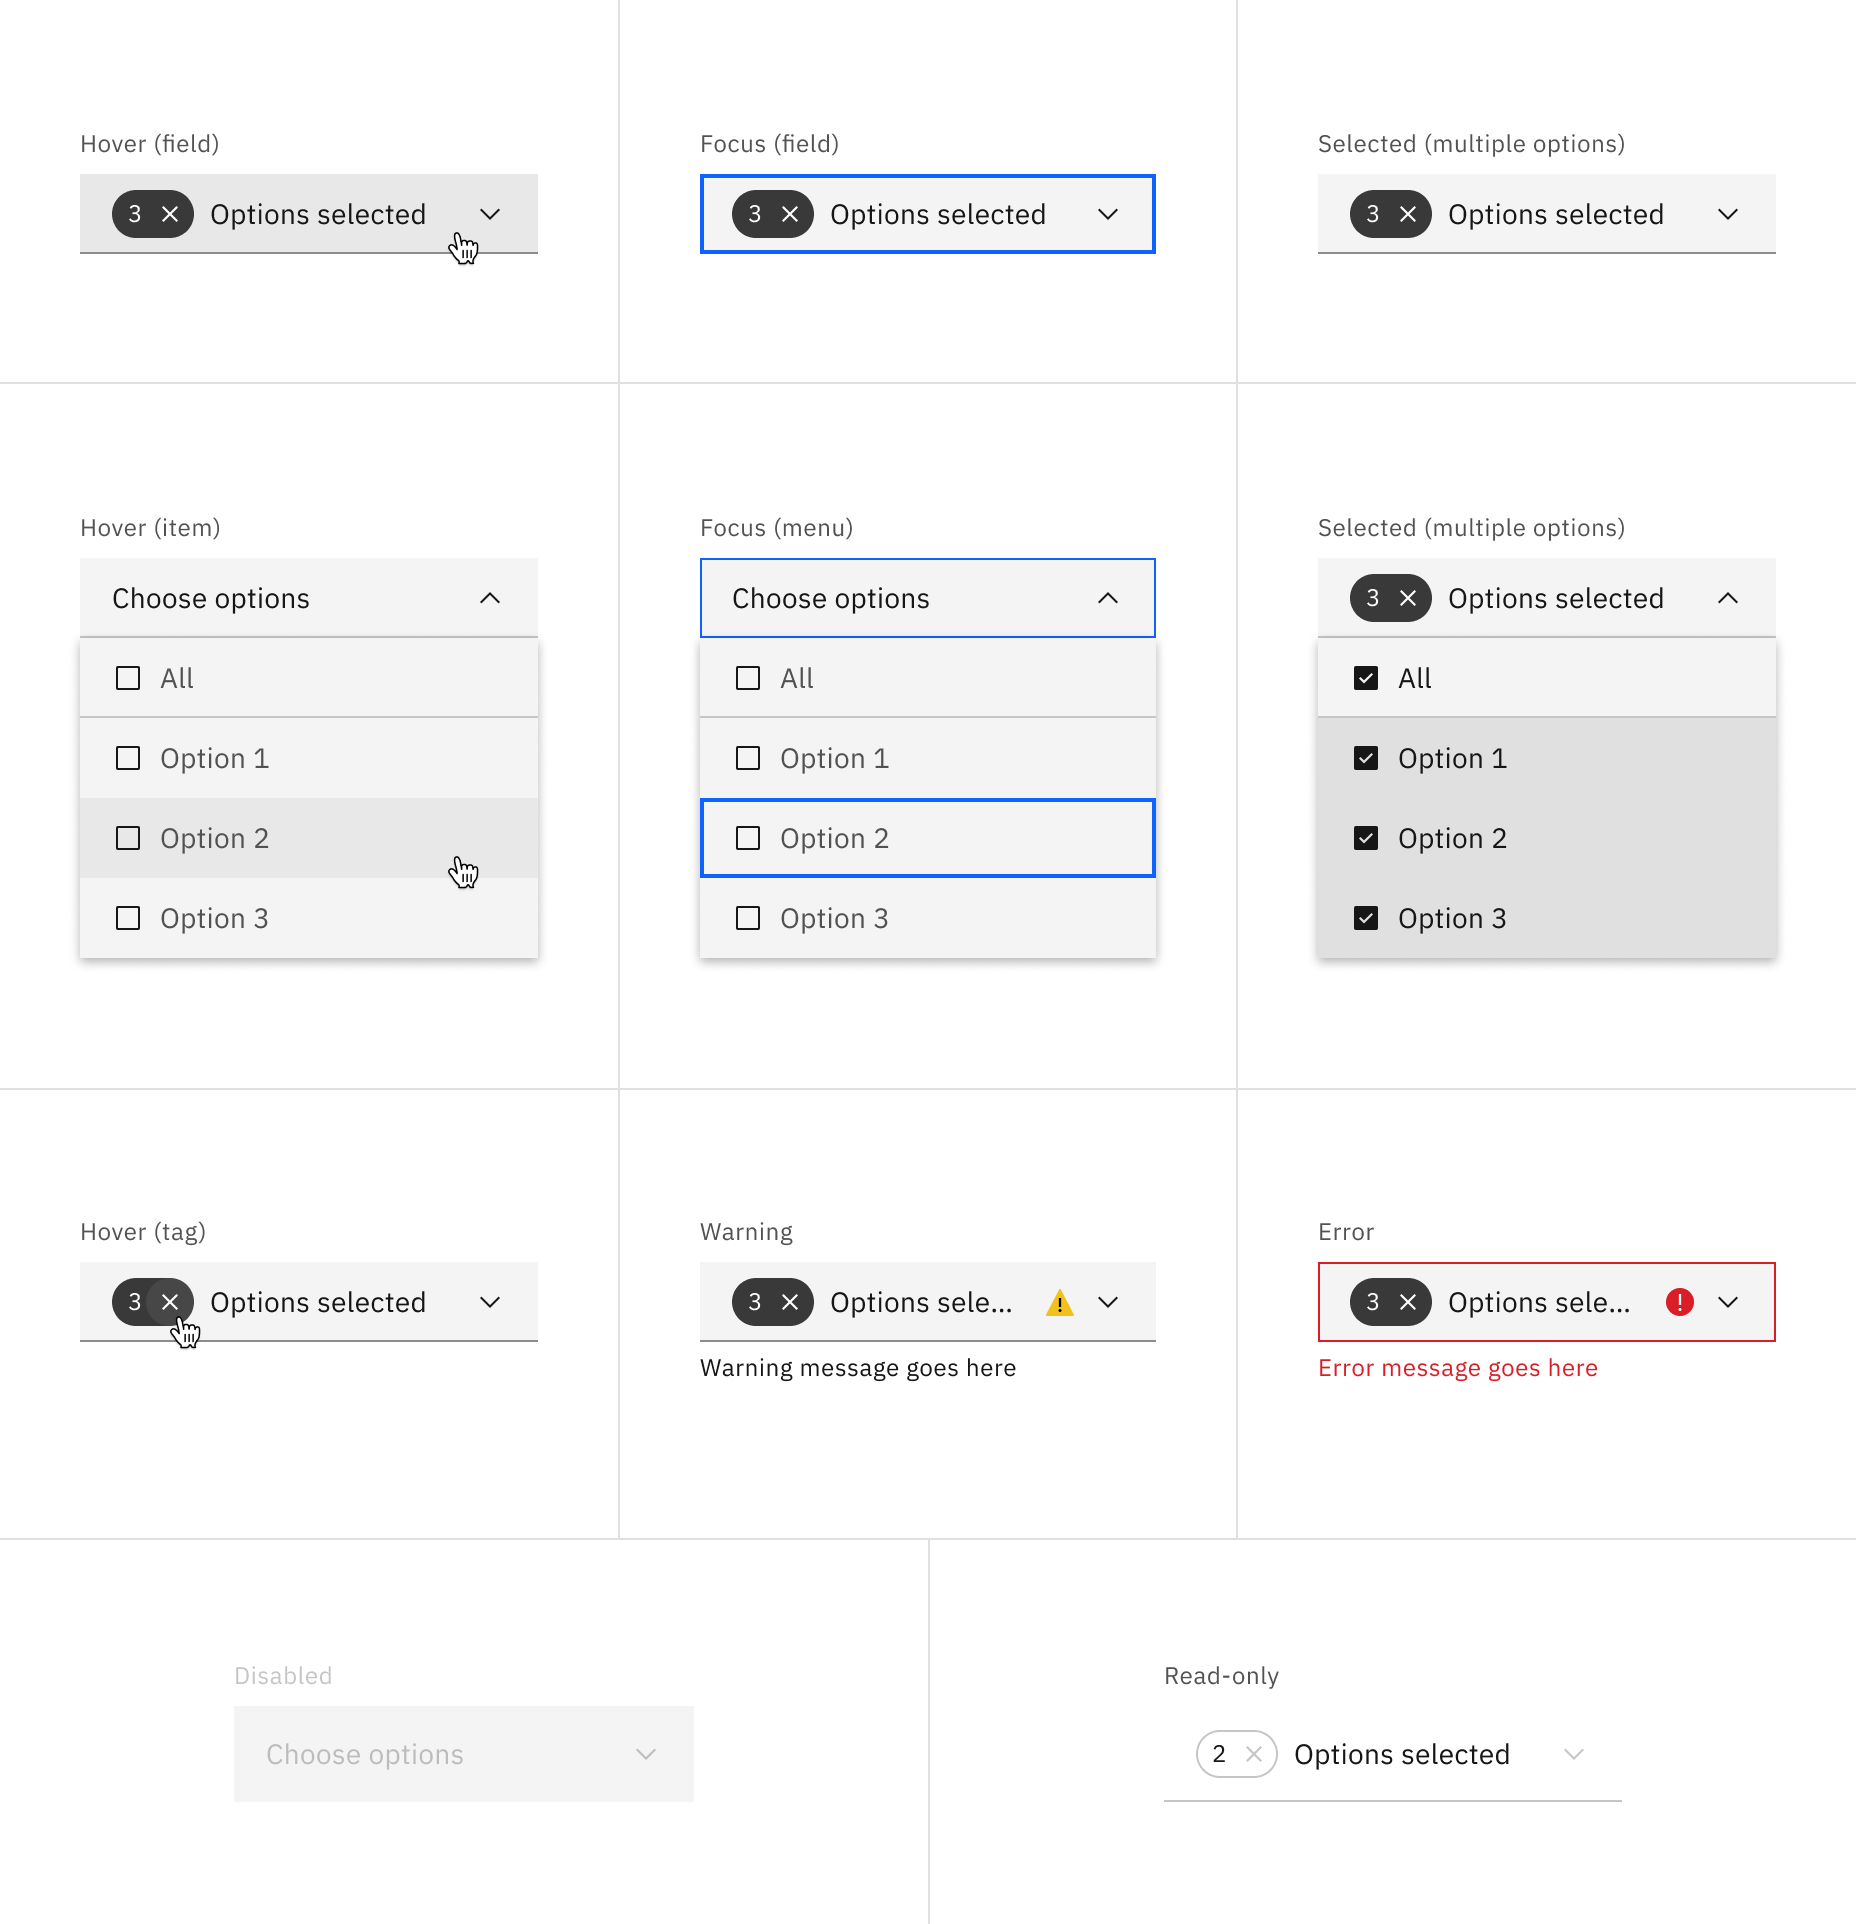 Hover (field)
3 Options selected
Focus (field)
3 Options selected
Selected (multiple options)
3 Options selected
Hover (item)
Choose options
All
Option 1
Option 2
Option 3
Focus (menu)
Choose options
All
Option 1
Option 2
Option 3
Selected (multiple options)
3 Options selected
All
Option 1
Option 2
Option 3
Hover (tag)
3 Options selected
Warning
3 Options sele...
Warning message goes here
Error
3 Options sele...
Error message goes here
Disabled
Choose options
Read-only
2 Options selected